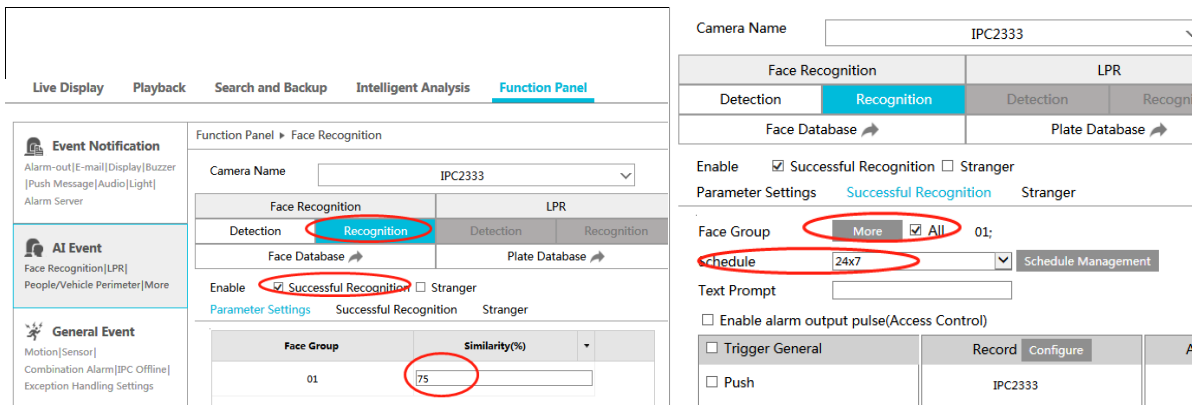 Live Display Playback Search and Backup Intelligent Analysis Function Panel
Event Notification
Alarm-out|E-mail|Display|Buzzer
|Push Message|Audio|Light|
Alarm Server
AI Event
Face Recognition|LPR|
People/Vehicle Perimeter|More
General Event
Motion|Sensor|
Combination Alarm|IPC Offline|
Exception Handling Settings
Function Panel ▸ Face Recognition
Camera Name IPC2333
Face Recognition LPR
Detection Recognition Detection Recognition
Face Database Plate Database
Enable Successful Recognition Stranger
Parameter Settings Successful Recognition Stranger
Face Group Similarity(%)
01 75
Camera Name IPC2333
Face Recognition LPR
Detection Recognition Detection Recogni
Face Database Plate Database
Enable Successful Recognition Stranger
Parameter Settings Successful Recognition Stranger
Face Group More All 01;
Schedule 24x7 Schedule Management
Text Prompt
Enable alarm output pulse(Access Control)
Trigger General Record Configure A
Push IPC2333